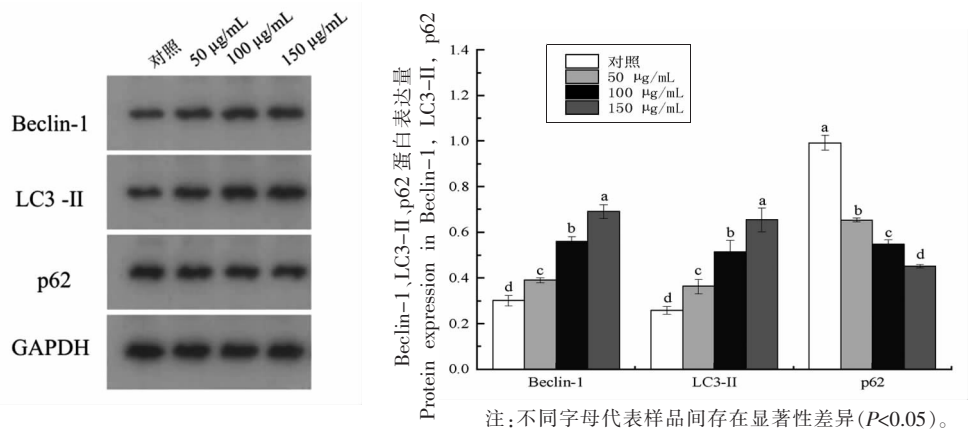 对照 50 μg/mL 100 μg/mL 150 μg/mL
Beclin-1
LC3 -II
p62
GAPDH
Beclin-1、LC3-II、p62 蛋白表达量
Protein expression in Beclin-1, LC3-II, p62
1.4
1.2
1.0
0.8
0.6
0.4
0.2
0.0
对照
50 μg/mL
100 μg/mL
150 μg/mL
d c b a
d c b a
a b c d
Beclin-1 LC3-II p62
注:不同字母代表样品间存在显著性差异(P<0.05)。